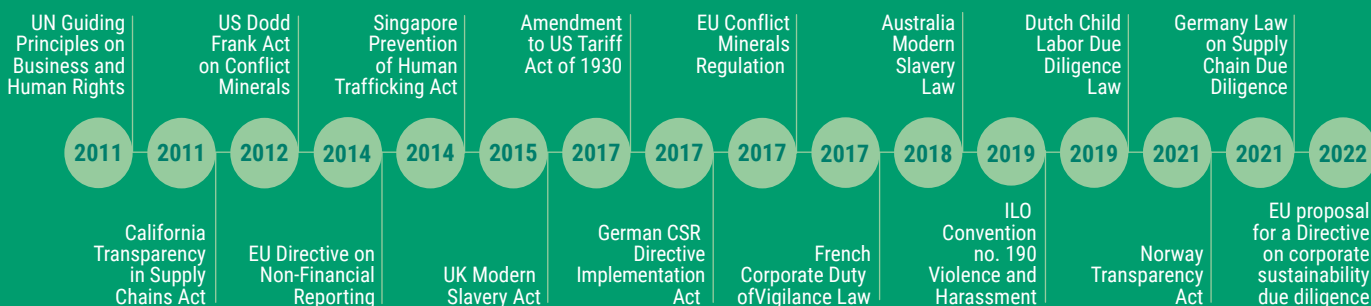 UN Guiding
Principles on
Business and
Human Rights
US Dodd
Frank Act
on Conflict
Minerals
Singapore
Prevention
of Human
Trafficking Act
Amendment
to US Tariff
Act of 1930
EU Conflict
Minerals
Regulation
Australia
Modern
Slavery
Law
Dutch Child
Labor Due
Diligence
Law
Germany Law
on Supply
Chain Due
Diligence
2011
2011
2012
2014
2014
2015
2017
2017
2017
2017
2018
2019
2019
2021
2021
2022
California
Transparency
in Supply
Chains Act
EU Directive on
Non-Financial
Reporting
UK Modern
Slavery Act
German CSR
Directive
Implementation
Act
French
Corporate Duty
ofVigilance Law
ILO
Convention
no. 190
Violence and
Harassment
Norway
Transparency
Act
EU proposal
for a Directive
on corporate
sustainability
due diligence